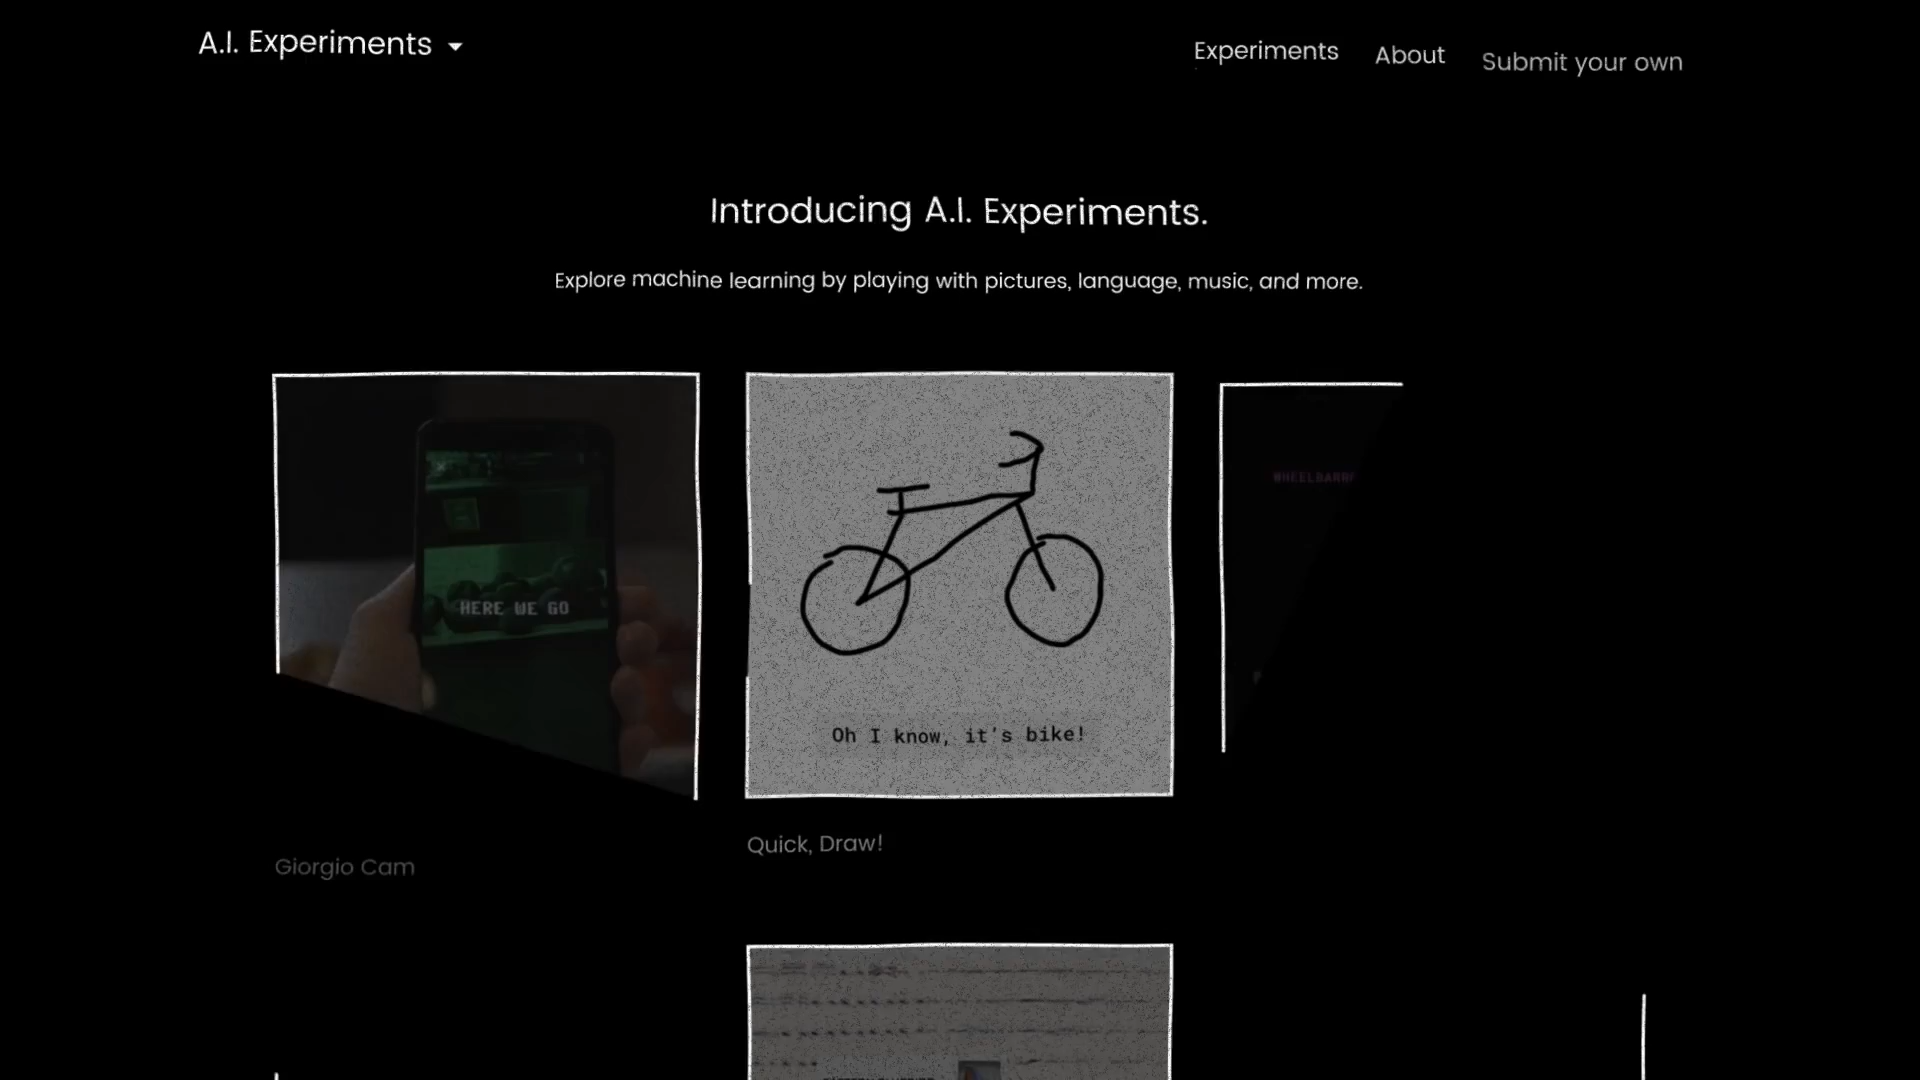 A.I. Experiments
Experiments
About
Submit your own
Introducing A.I. Experiments.
Explore machine learning by playing with pictures, language, music, and more.
HERE WE GO
Oh I know, it's bike!
Quick, Draw!
Giorgio Cam